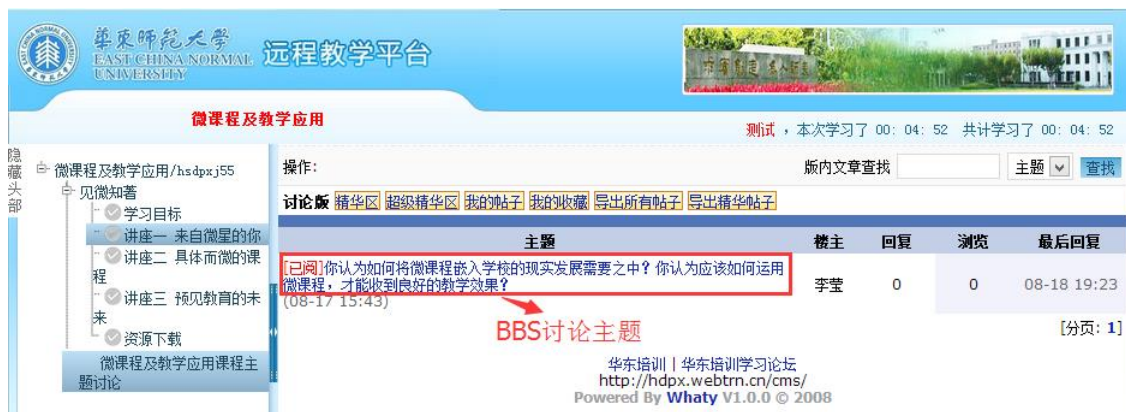 華東師範大學
EAST CHINA NORMAL
UNIVERSITY
远程教学平台
微课程及教学应用
测试 ，本次学习了 00: 04: 52 共计学习了 00: 04: 52
隐藏头部
微课程及教学应用/hsdpxj55
见微知著
学习目标
讲座一 来自微星的你
讲座二 具体而微的课
程
讲座三 预见教育的未
来
资源下载
微课程及教学应用课程主
题讨论
操作:
版内文章查找 主题 查找
讨论版 精华区 超级精华区 我的帖子 我的收藏 导出所有帖子 导出精华帖子
主题 楼主 回复 浏览 最后回复
[已阅]你认为如何将微课程嵌入学校的现实发展需要之中？你认为应该如何运用
微课程，才能收到良好的教学效果？
(08-17 15:43)
李莹 0 0 08-18 19:23
BBS讨论主题
[分页: 1]
华东培训 | 华东培训学习论坛
http://hdpx.webtrn.cn/cms/
Powered By Whaty V1.0.0 © 2008